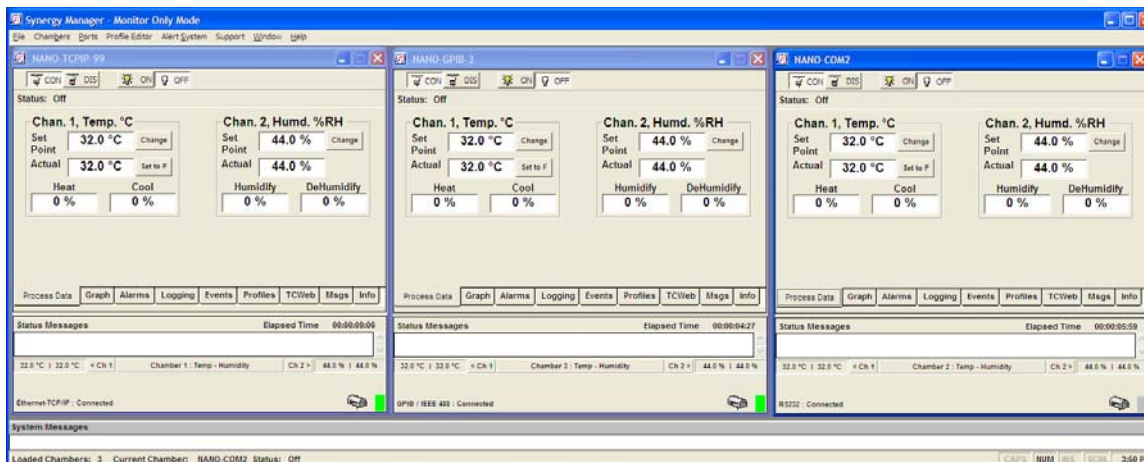 Synergy Manager - Monitor Only Mode
File Chambers Ports Profile Editor Alert System Support Window Help
NANO-TCPIP-99
CON DIS ON OFF
Status: Off
Chan. 1, Temp. °C
Set Point 32.0 °C Change
Actual 32.0 °C Set to F
Heat Cool
0 % 0 %
Chan. 2, Humd. %RH
Set Point 44.0 % Change
Actual 44.0 %
Humidify DeHumidify
0 % 0 %
Process Data Graph Alarms Logging Events Profiles TCWeb Msgs Info
Status Messages Elapsed Time 00:00:09:06
32.0 °C | 32.0 °C < Ch 1 Chamber 1 : Temp - Humidity Ch 2 > 44.0 % | 44.0 %
Ethernet-TCP/IP : Connected
NANO-GPIB-3
CON DIS ON OFF
Status: Off
Chan. 1, Temp. °C
Set Point 32.0 °C Change
Actual 32.0 °C Set to F
Heat Cool
0 % 0 %
Chan. 2, Humd. %RH
Set Point 44.0 % Change
Actual 44.0 %
Humidify DeHumidify
0 % 0 %
Process Data Graph Alarms Logging Events Profiles TCWeb Msgs Info
Status Messages Elapsed Time 00:00:04:27
32.0 °C | 32.0 °C < Ch 1 Chamber 3 : Temp - Humidity Ch 2 > 44.0 % | 44.0 %
GPIB / IEEE 488 : Connected
NANO-COM2
CON DIS ON OFF
Status: Off
Chan. 1, Temp. °C
Set Point 32.0 °C Change
Actual 32.0 °C Set to F
Heat Cool
0 % 0 %
Chan. 2, Humd. %RH
Set Point 44.0 % Change
Actual 44.0 %
Humidify DeHumidify
0 % 0 %
Process Data Graph Alarms Logging Events Profiles TCWeb Msgs Info
Status Messages Elapsed Time 00:00:05:59
32.0 °C | 32.0 °C < Ch 1 Chamber 2 : Temp - Humidity Ch 2 > 44.0 % | 44.0 %
RS232 : Connected
System Messages
Loaded Chambers: 3 Current Chamber: NANO-COM2 Status: Off CAPS NUM INS SCRL 3:50 P